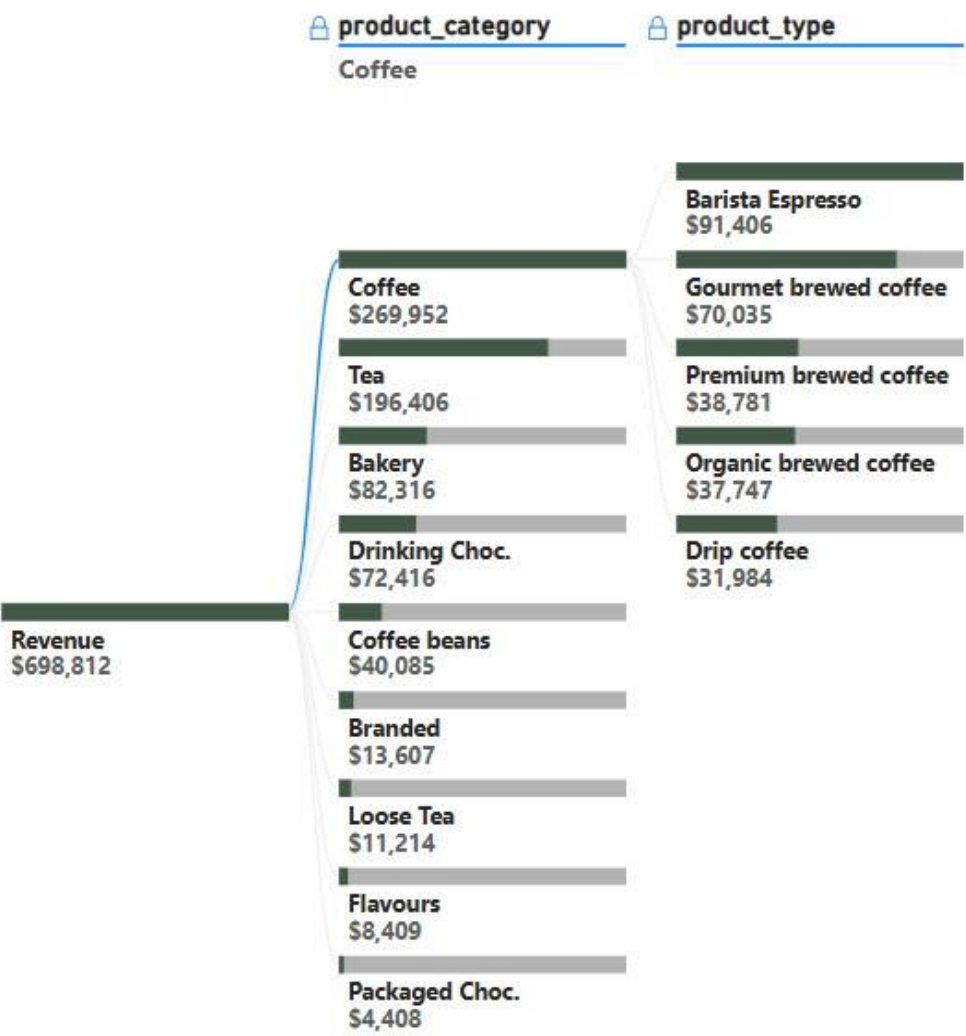 product_category
product_type
Coffee
Revenue
$698,812
Coffee
$269,952
Tea
$196,406
Bakery
$82,316
Drinking Choc.
$72,416
Coffee beans
$40,085
Branded
$13,607
Loose Tea
$11,214
Flavours
$8,409
Packaged Choc.
$4,408
Barista Espresso
$91,406
Gourmet brewed coffee
$70,035
Premium brewed coffee
$38,781
Organic brewed coffee
$37,747
Drip coffee
$31,984